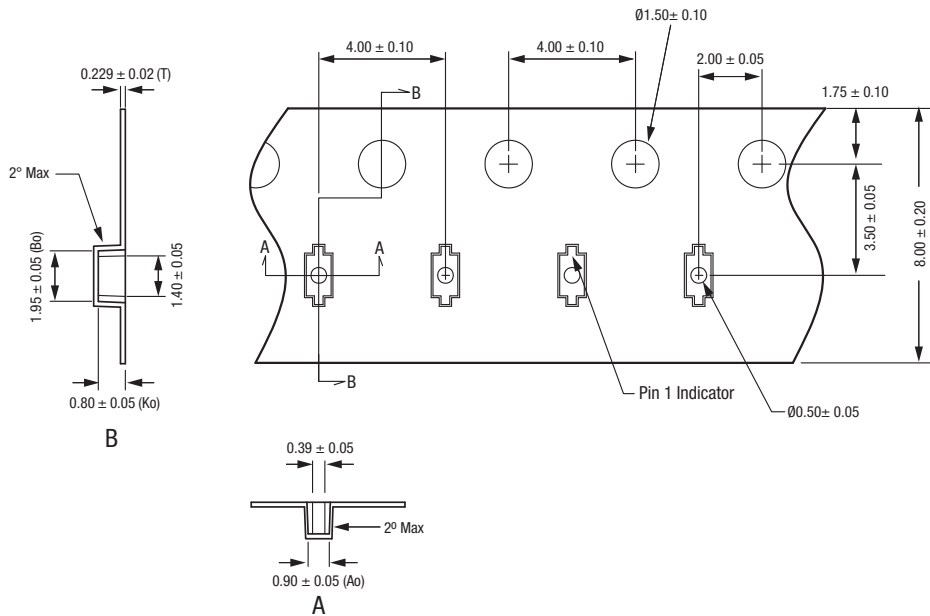 Ø1.50± 0.10
4.00 ± 0.10
4.00 ± 0.10
2.00 ± 0.05
0.229 ± 0.02 (T)
B
1.75 ± 0.10
2° Max
3.50 ± 0.05
8.00 ± 0.20
A
A
1.95 ± 0.05 (Bo)
1.40 ± 0.05
B
Pin 1 Indicator
0.80 ± 0.05 (Ko)
Ø0.50± 0.05
B
0.39 ± 0.05
2º Max
0.90 ± 0.05 (Ao)
A